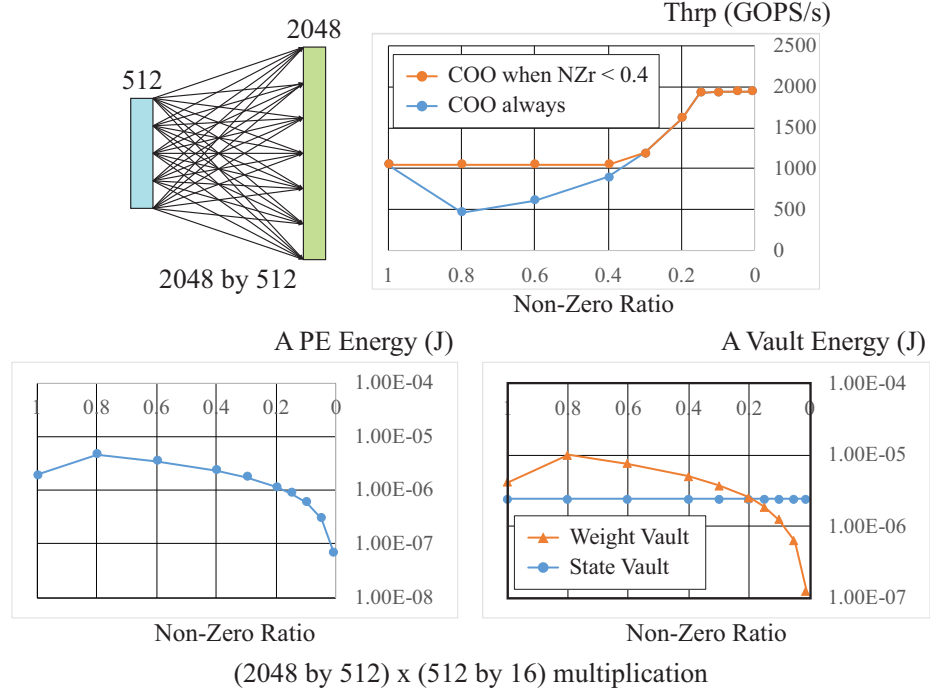 2048
512
2048 by 512
Thrp (GOPS/s)
COO when NZr < 0.4
COO always
2500
2000
1500
1000
500
0
1 0.8 0.6 0.4 0.2 0
Non-Zero Ratio
A PE Energy (J)
1 0.8 0.6 0.4 0.2 0
1.00E-04
1.00E-05
1.00E-06
1.00E-07
1.00E-08
Non-Zero Ratio
A Vault Energy (J)
1 0.8 0.6 0.4 0.2 0
1.00E-04
1.00E-05
1.00E-06
1.00E-07
Weight Vault
State Vault
Non-Zero Ratio
(2048 by 512) x (512 by 16) multiplication